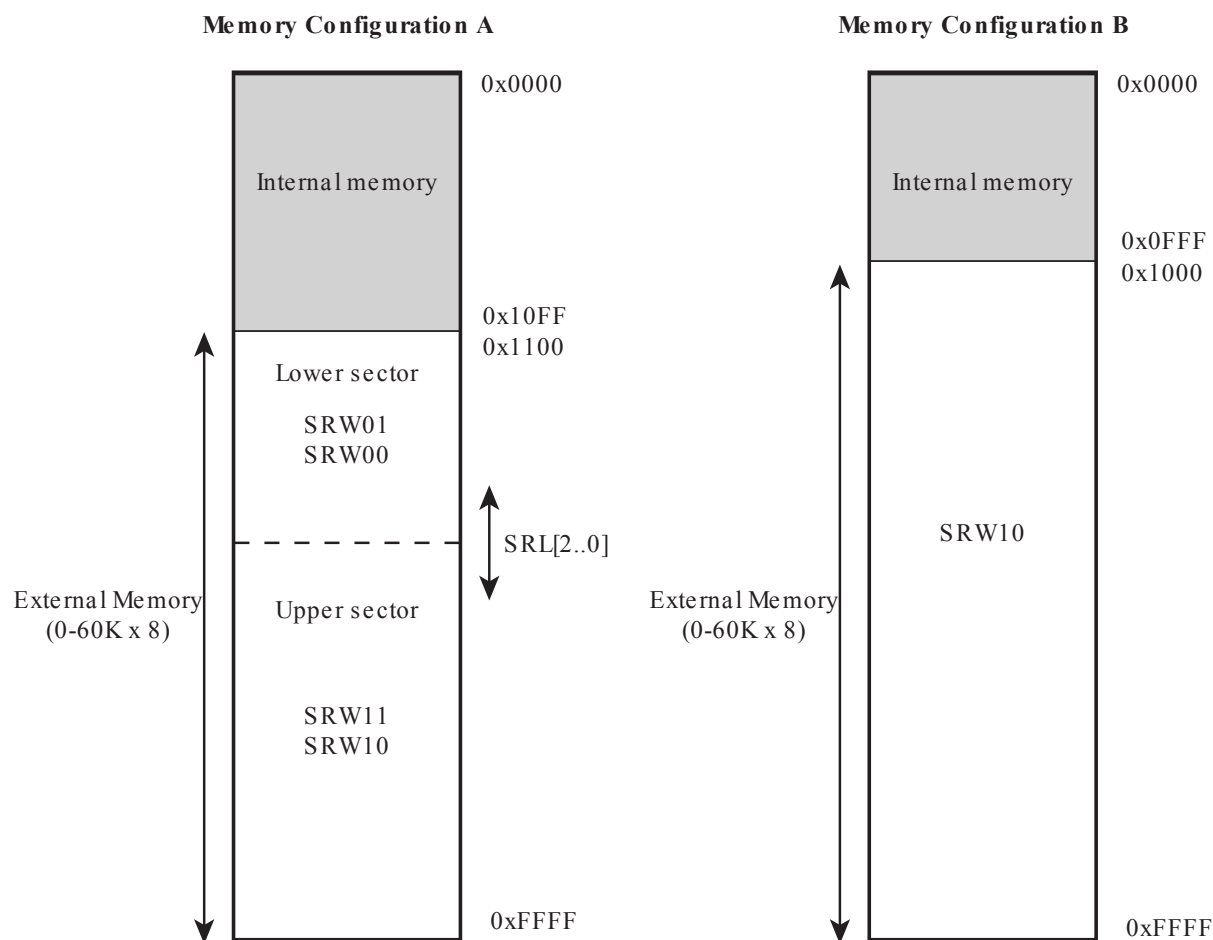 Memory Configuration A
0x0000
Internal memory
0x10FF
0x1100
Lower sector
SRW01
SRW00
SRL[2..0]
External Memory
(0-60K x 8)
Upper sector
SRW11
SRW10
0xFFFF
Memory Configuration B
0x0000
Internal memory
0x0FFF
0x1000
SRW10
External Memory
(0-60K x 8)
0xFFFF